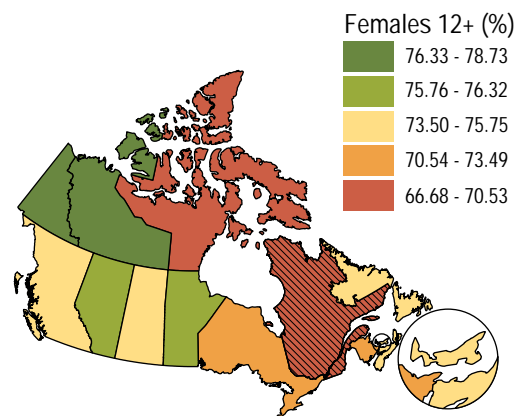 Females 12+ (%)
76.33 - 78.73
75.76 - 76.32
73.50 - 75.75
70.54 - 73.49
66.68 - 70.53